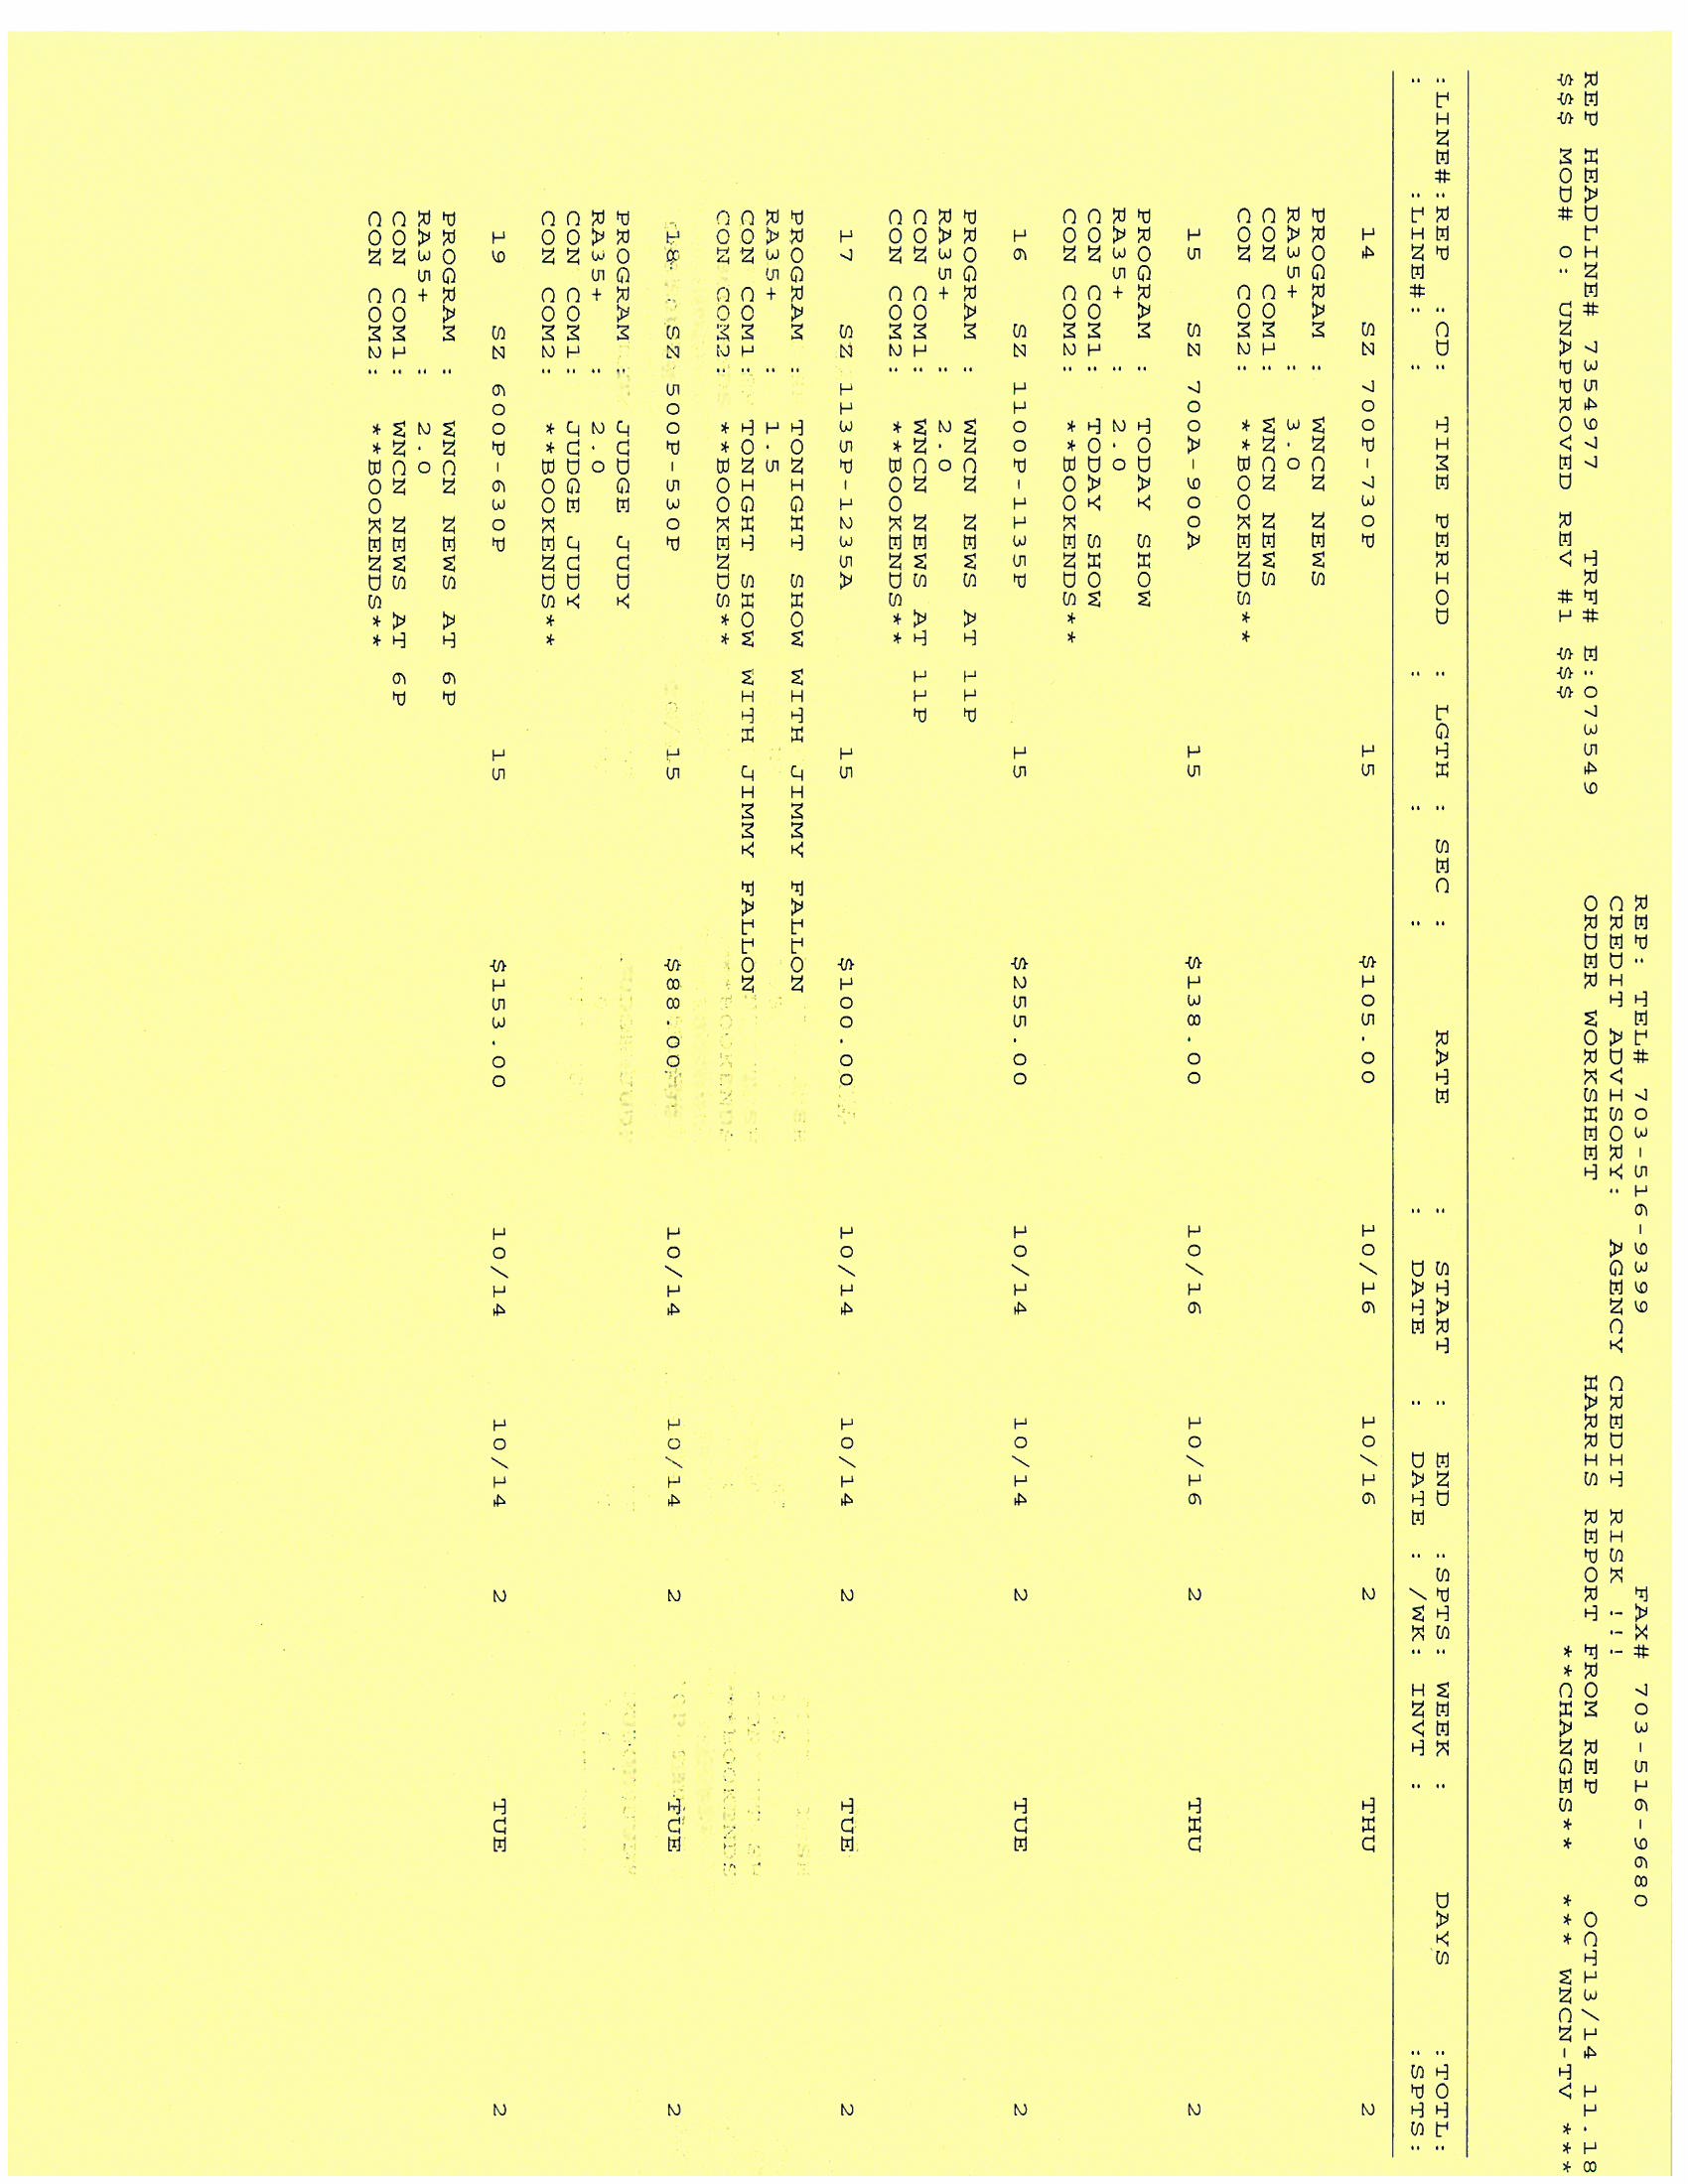 REP: TEL# 703-516-9399 FAX# 703-516-9680
CREDIT ADVISORY: AGENCY CREDIT RISK !!!
REP HEADLINE# 7354977 TRF# E:073549 ORDER WORKSHEET HARRIS REPORT FROM REP OCT13/14 11.18
$$$ MOD# 0: UNAPPROVED REV #1 $$$ **CHANGES** *** WNCN-TV ***
:LINE#:REP :CD: TIME PERIOD : LGTH : SEC : RATE : START : END :SPTS: WEEK : DAYS :TOTL:
: :LINE#: : : : : DATE : DATE : /WK: INVT : :SPTS:
14 SZ 700P-730P 15 $105.00 10/16 10/16 2 THU 2
PROGRAM : WNCN NEWS
RA35+ : 3.0
CON COM1: WNCN NEWS
CON COM2: **BOOKENDS**
15 SZ 700A-900A 15 $138.00 10/16 10/16 2 THU 2
PROGRAM : TODAY SHOW
RA35+ : 2.0
CON COM1: TODAY SHOW
CON COM2: **BOOKENDS**
16 SZ 1100P-1135P 15 $255.00 10/14 10/14 2 TUE 2
PROGRAM : WNCN NEWS AT 11P
RA35+ : 2.0
CON COM1: WNCN NEWS AT 11P
CON COM2: **BOOKENDS**
17 SZ 1135P-1235A 15 $100.00 10/14 10/14 2 TUE 2
PROGRAM : TONIGHT SHOW WITH JIMMY FALLON
RA35+ : 1.5
CON COM1: TONIGHT SHOW WITH JIMMY FALLON
CON COM2: **BOOKENDS**
18 SZ 500P-530P 15 $88.00 10/14 10/14 2 TUE 2
PROGRAM : JUDGE JUDY
RA35+ : 2.0
CON COM1: JUDGE JUDY
CON COM2: **BOOKENDS**
19 SZ 600P-630P 15 $153.00 10/14 10/14 2 TUE 2
PROGRAM : WNCN NEWS AT 6P
RA35+ : 2.0
CON COM1: WNCN NEWS AT 6P
CON COM2: **BOOKENDS**